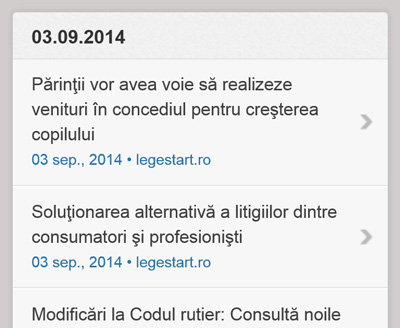 03.09.2014
Părinţii vor avea voie să realizeze
venituri în concediul pentru creşterea
copilului
03 sep., 2014 • legestart.ro
Soluţionarea alternativă a litigiilor dintre
consumatori şi profesionişti
03 sep., 2014 • legestart.ro
Modificări la Codul rutier: Consultă noile